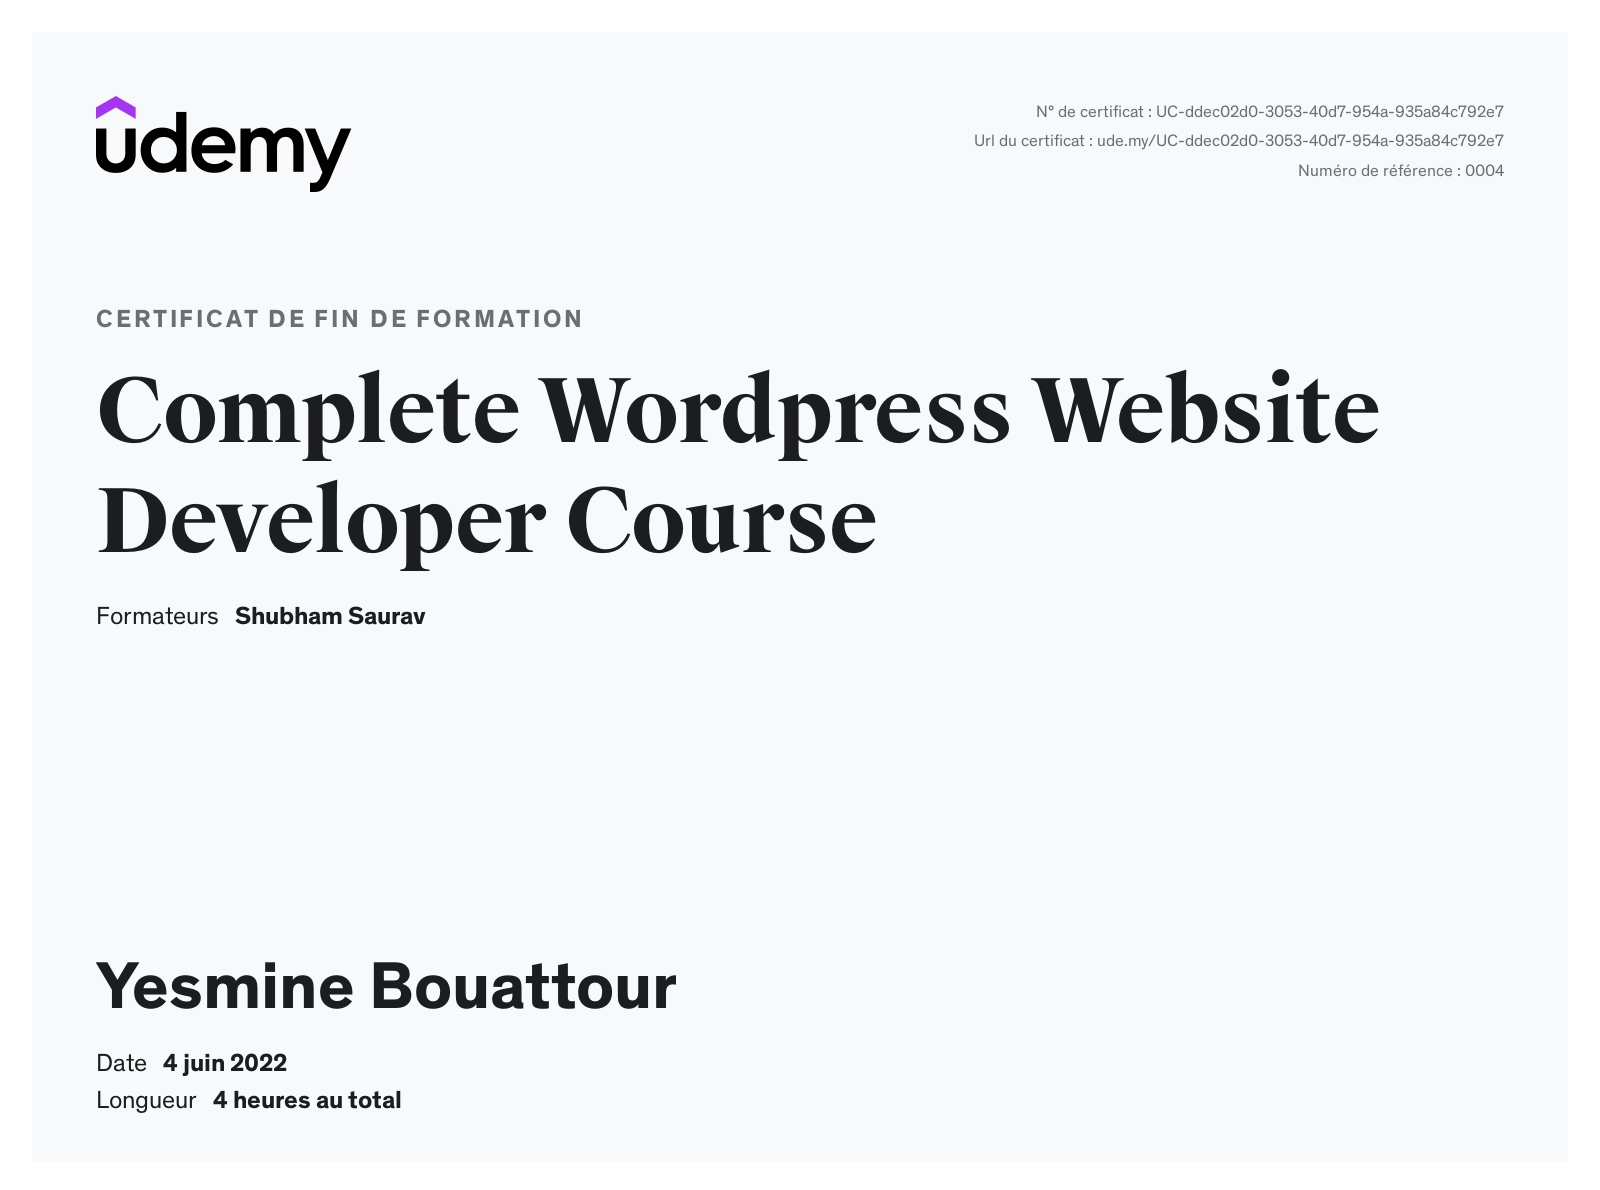 udemy
N° de certificat : UC-ddec02d0-3053-40d7-954a-935a84c792e7
Url du certificat : ude.my/UC-ddec02d0-3053-40d7-954a-935a84c792e7
Numéro de référence : 0004
CERTIFICAT DE FIN DE FORMATION
Complete Wordpress Website
Developer Course
Formateurs Shubham Saurav
Yesmine Bouattour
Date 4 juin 2022
Longueur 4 heures au total